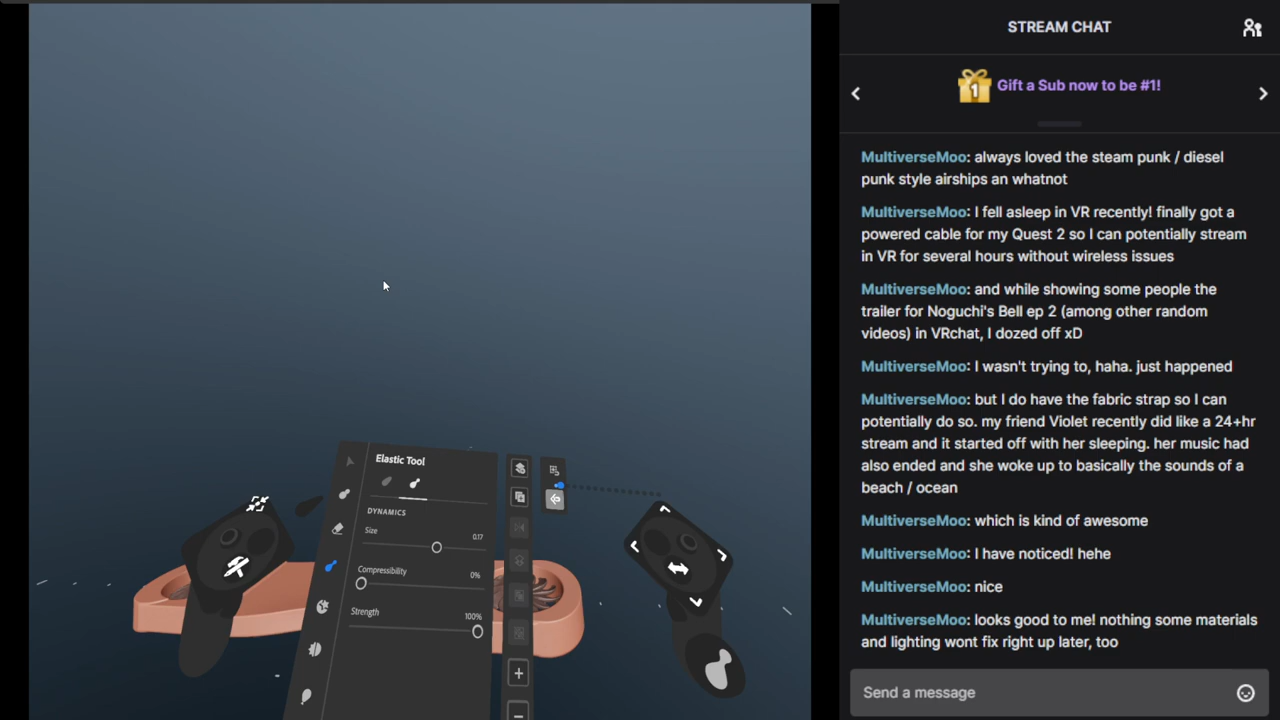 STREAM CHAT
1
Gift a Sub now to be #1!
MultiverseMoo: always loved the steam punk / diesel
punk style airships an whatnot
MultiverseMoo: I fell asleep in VR recently! finally got a
powered cable for my Quest 2 so I can potentially stream
in VR for several hours without wireless issues
MultiverseMoo: and while showing some people the
trailer for Noguchi's Bell ep 2 (among other random
videos) in VRchat, I dozed off xD
MultiverseMoo: I wasn't trying to, haha. just happened
MultiverseMoo: but I do have the fabric strap so I can
potentially do so. my friend Violet recently did like a 24+hr
stream and it started off with her sleeping. her music had
also ended and she woke up to basically the sounds of a
beach / ocean
MultiverseMoo: which is kind of awesome
MultiverseMoo: I have noticed! hehe
MultiverseMoo: nice
MultiverseMoo: looks good to me! nothing some materials
and lighting wont fix right up later, too
Send a message
Elastic Tool
DYNAMICS
Size
0.17
Compressibility
0%
Strength
100%